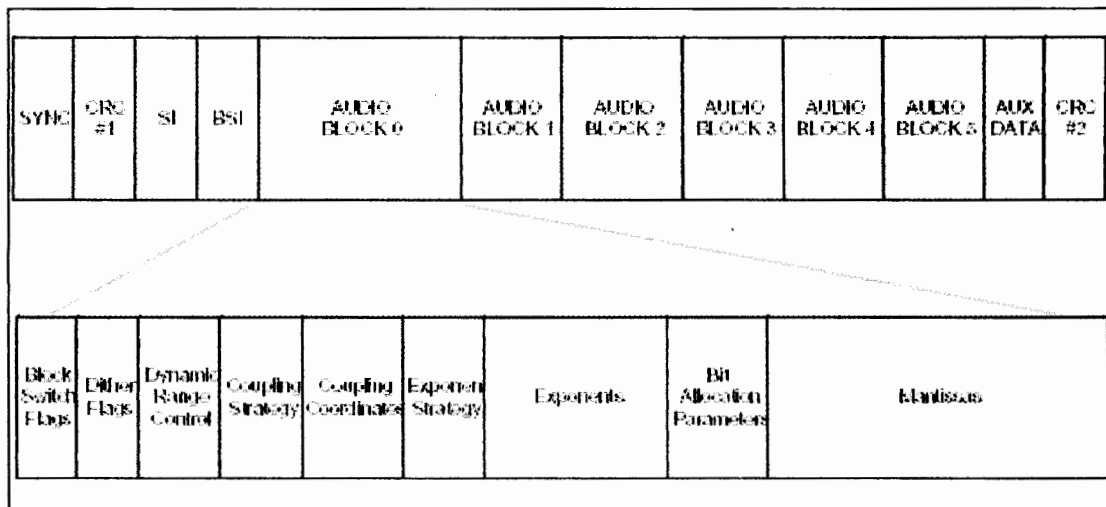 SYNC
CRC
#1
SI
BSI
AUDIO
BLOCK 0
AUDIO
BLOCK 1
AUDIO
BLOCK 2
AUDIO
BLOCK 3
AUDIO
BLOCK 4
AUDIO
BLOCK 5
AUX
DATA
CRC
#2
Block
Switch
Flags
Dither
Flags
Dynamic
Range
Control
Coupling
Strategy
Coupling
Coordinates
Exponent
Strategy
Exponents
Bit
Allocation
Parameters
Mantissas